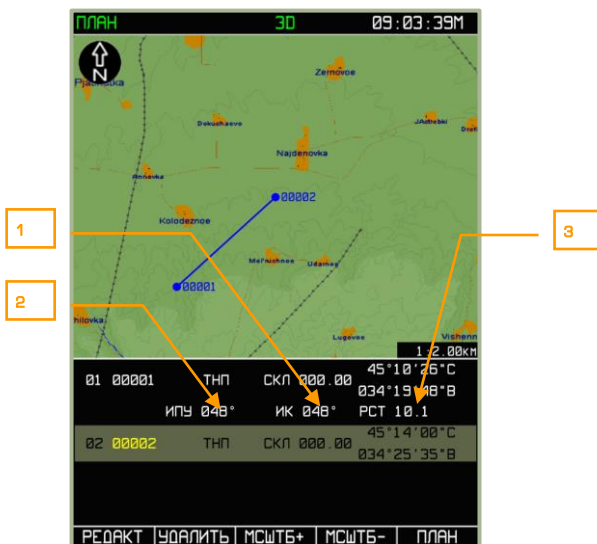 ПЛАН 3D 09:03:39М
N
Zernovoe
Dokuchaevo
Najdenovka
Annovka
00002
Kolodeznoe
1
3
Mel'nichnoe Udarnoe
2
00001
hilovka
Lugovoe Vishenn
1:2.00км
45°10'26"С
01 00001 ТНП СКЛ 000.00
034°19'48"В
ИПУ 048° ИК 048° РСТ 10.1
45°14'00"С
02 00002 ТНП СКЛ 000.00
034°25'35"В
РЕДАКТ УДАЛИТЬ МСШТБ+ МСШТБ- ПЛАН